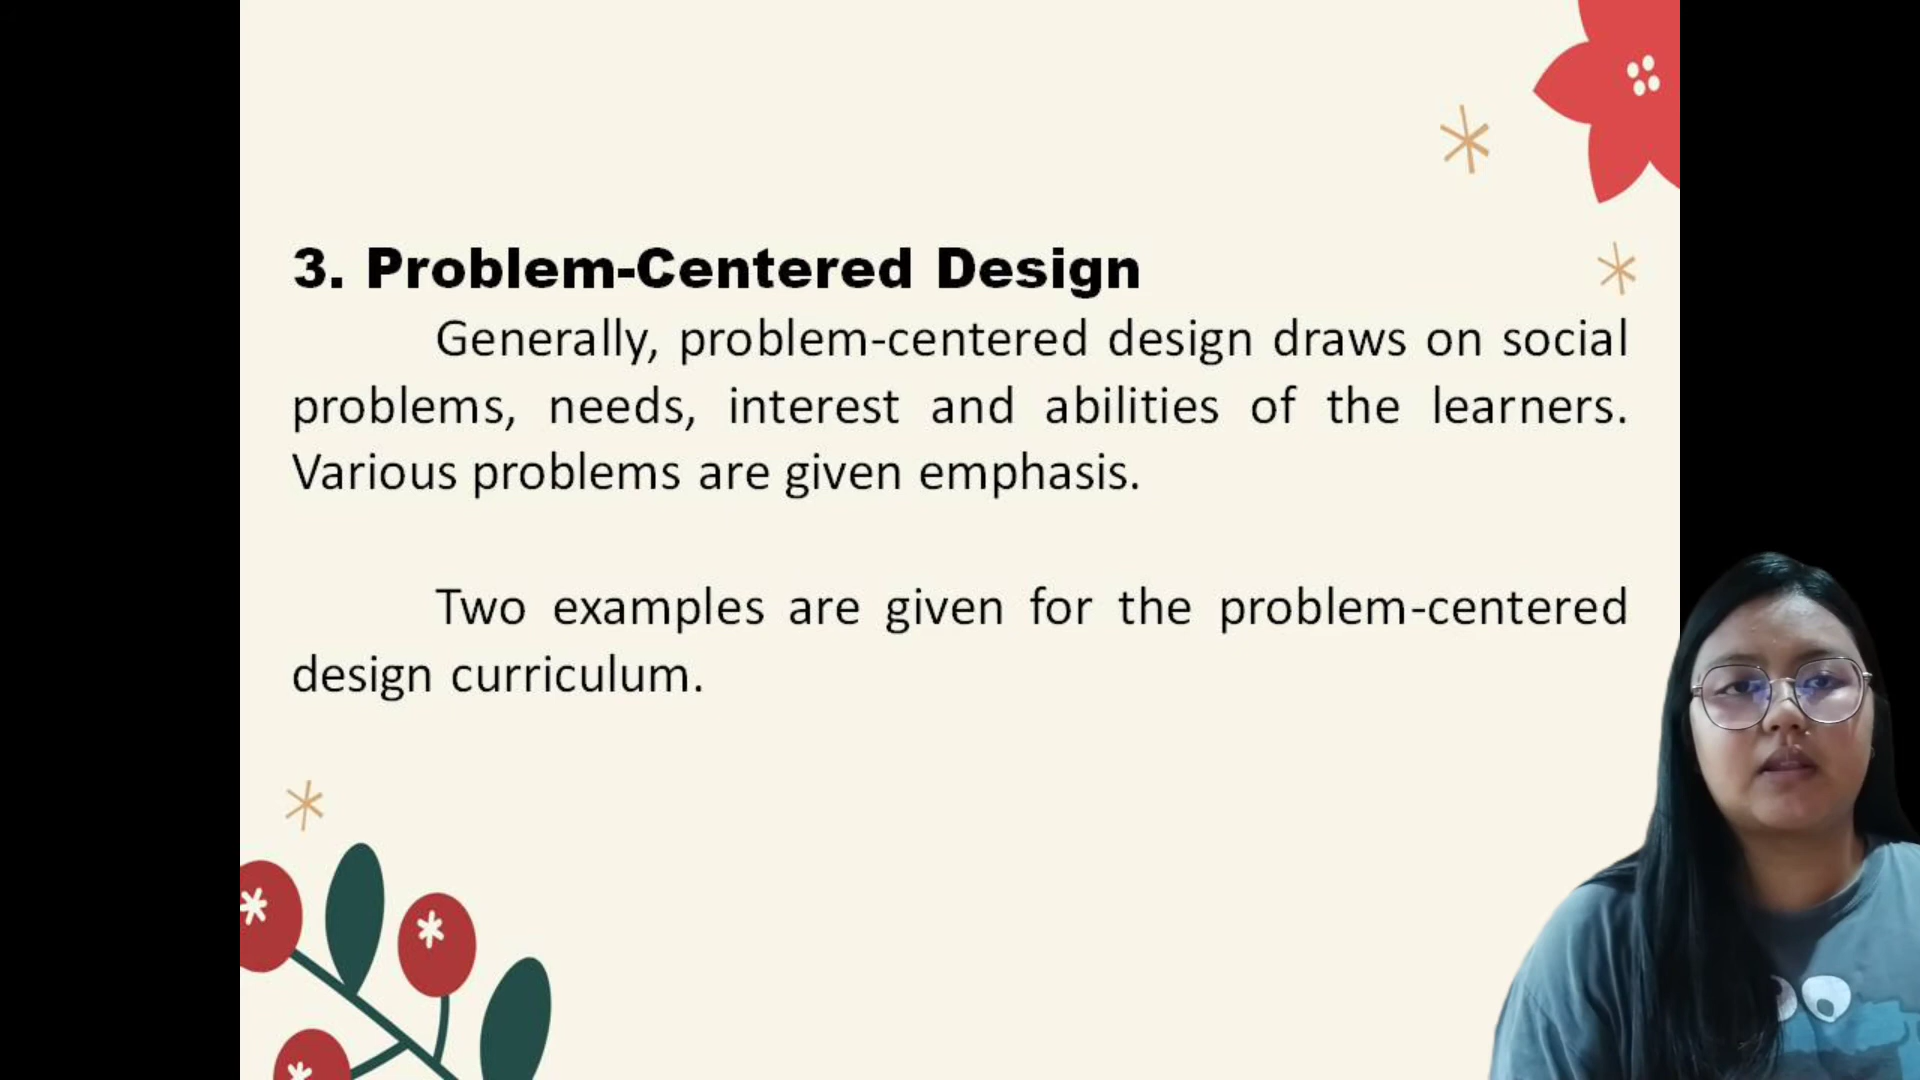 3. Problem-Centered Design
Generally, problem-centered design draws on social
problems, needs, interest and abilities of the learners.
Various problems are given emphasis.
Two examples are given for the problem-centered
design curriculum.